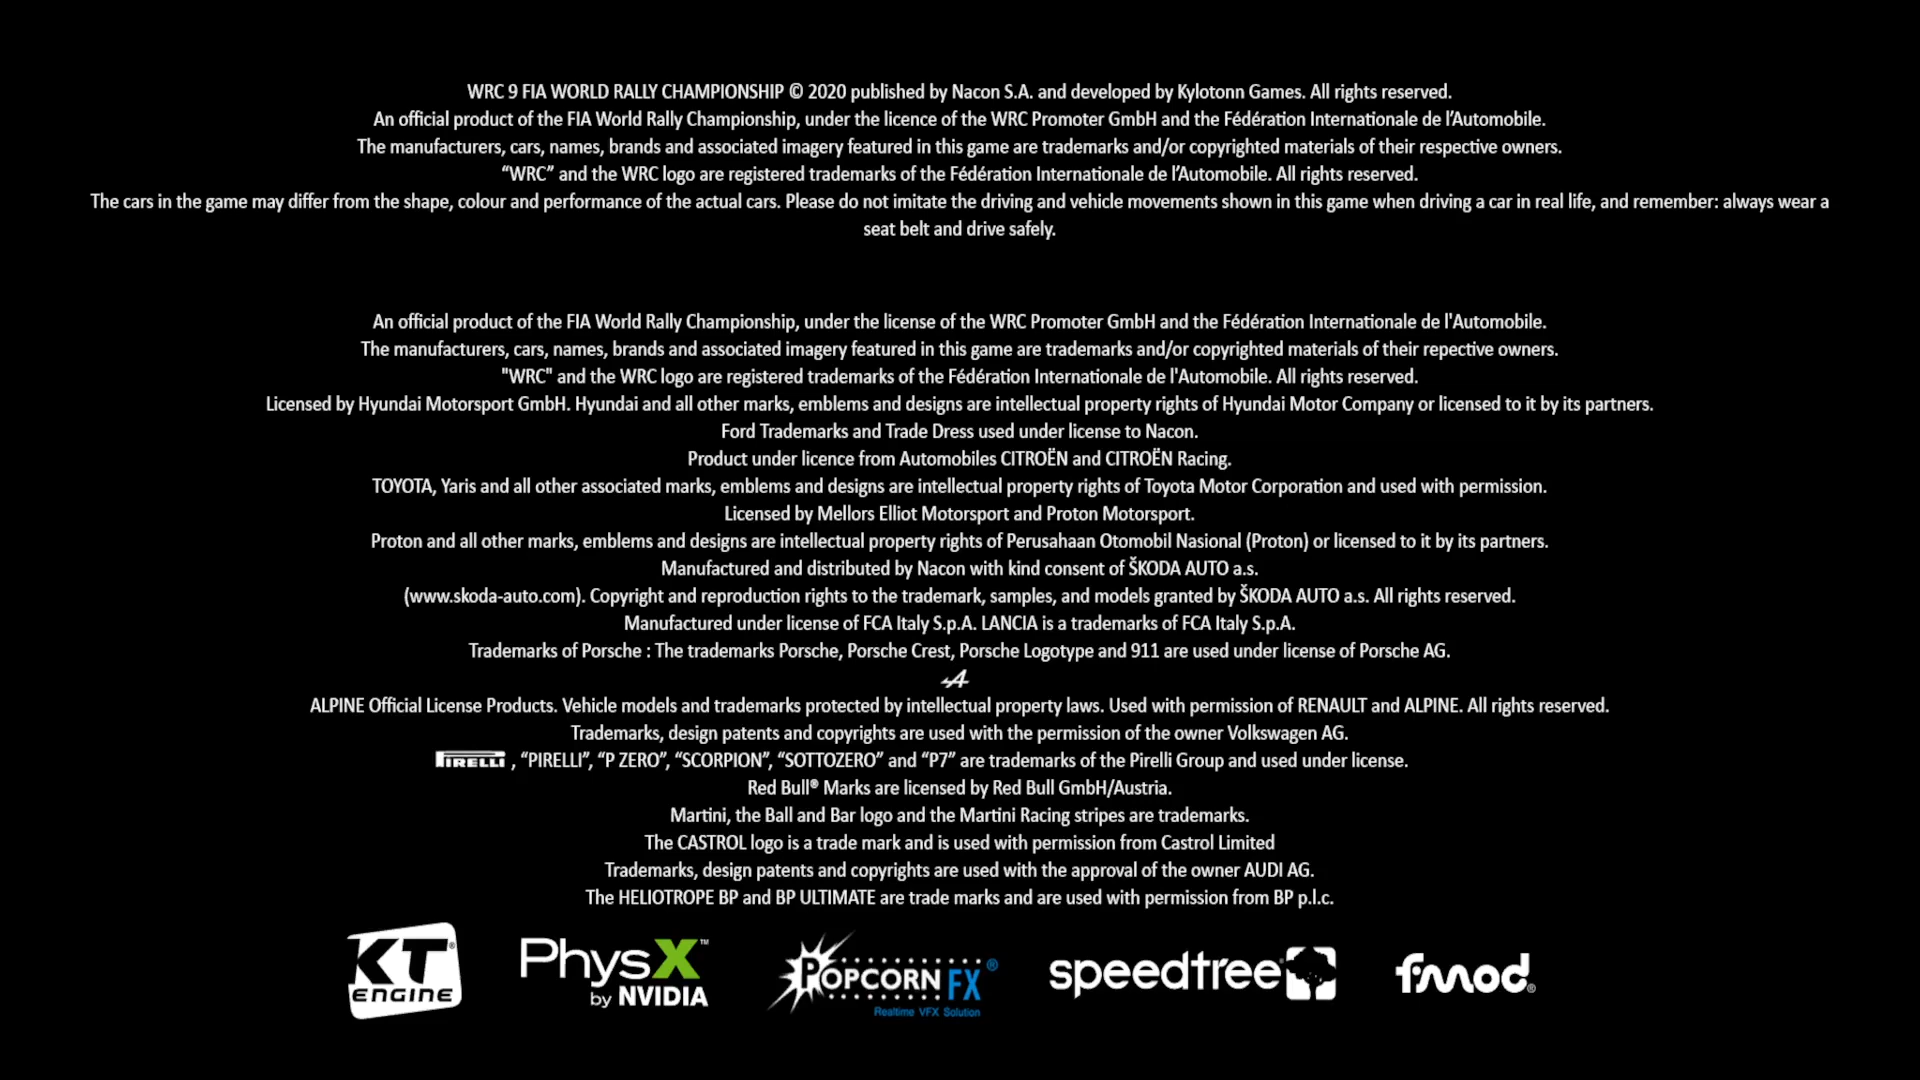 WRC 9 FIA WORLD RALLY CHAMPIONSHIP © 2020 published by Nacon S.A. and developed by Kylotonn Games. All rights reserved.
An official product of the FIA World Rally Championship, under the licence of the WRC Promoter GmbH and the Fédération Internationale de l’Automobile.
The manufacturers, cars, names, brands and associated imagery featured in this game are trademarks and/or copyrighted materials of their respective owners.
“WRC” and the WRC logo are registered trademarks of the Fédération Internationale de l’Automobile. All rights reserved.
The cars in the game may differ from the shape, colour and performance of the actual cars. Please do not imitate the driving and vehicle movements shown in this game when driving a car in real life, and remember: always wear a
seat belt and drive safely.
An official product of the FIA World Rally Championship, under the license of the WRC Promoter GmbH and the Fédération Internationale de l'Automobile.
The manufacturers, cars, names, brands and associated imagery featured in this game are trademarks and/or copyrighted materials of their repective owners.
"WRC" and the WRC logo are registered trademarks of the Fédération Internationale de l'Automobile. All rights reserved.
Licensed by Hyundai Motorsport GmbH. Hyundai and all other marks, emblems and designs are intellectual property rights of Hyundai Motor Company or licensed to it by its partners.
Ford Trademarks and Trade Dress used under license to Nacon.
Product under licence from Automobiles CITROËN and CITROËN Racing.
TOYOTA, Yaris and all other associated marks, emblems and designs are intellectual property rights of Toyota Motor Corporation and used with permission.
Licensed by Mellors Elliot Motorsport and Proton Motorsport.
Proton and all other marks, emblems and designs are intellectual property rights of Perusahaan Otomobil Nasional (Proton) or licensed to it by its partners.
Manufactured and distributed by Nacon with kind consent of ŠKODA AUTO a.s.
(www.skoda-auto.com). Copyright and reproduction rights to the trademark, samples, and models granted by ŠKODA AUTO a.s. All rights reserved.
Manufactured under license of FCA Italy S.p.A. LANCIA is a trademarks of FCA Italy S.p.A.
Trademarks of Porsche : The trademarks Porsche, Porsche Crest, Porsche Logotype and 911 are used under license of Porsche AG.
A
ALPINE Official License Products. Vehicle models and trademarks protected by intellectual property laws. Used with permission of RENAULT and ALPINE. All rights reserved.
Trademarks, design patents and copyrights are used with the permission of the owner Volkswagen AG.
PIRELLI , “PIRELLI”, “P ZERO”, “SCORPION”, “SOTTOZERO” and “P7” are trademarks of the Pirelli Group and used under license.
Red Bull® Marks are licensed by Red Bull GmbH/Austria.
Martini, the Ball and Bar logo and the Martini Racing stripes are trademarks.
The CASTROL logo is a trade mark and is used with permission from Castrol Limited
Trademarks, design patents and copyrights are used with the approval of the owner AUDI AG.
The HELIOTROPE BP and BP ULTIMATE are trade marks and are used with permission from BP p.l.c.
KT® ENGINE
PhysX™ by NVIDIA
POPCORN FX® Realtime VFX Solution
speedtree®
fmod®